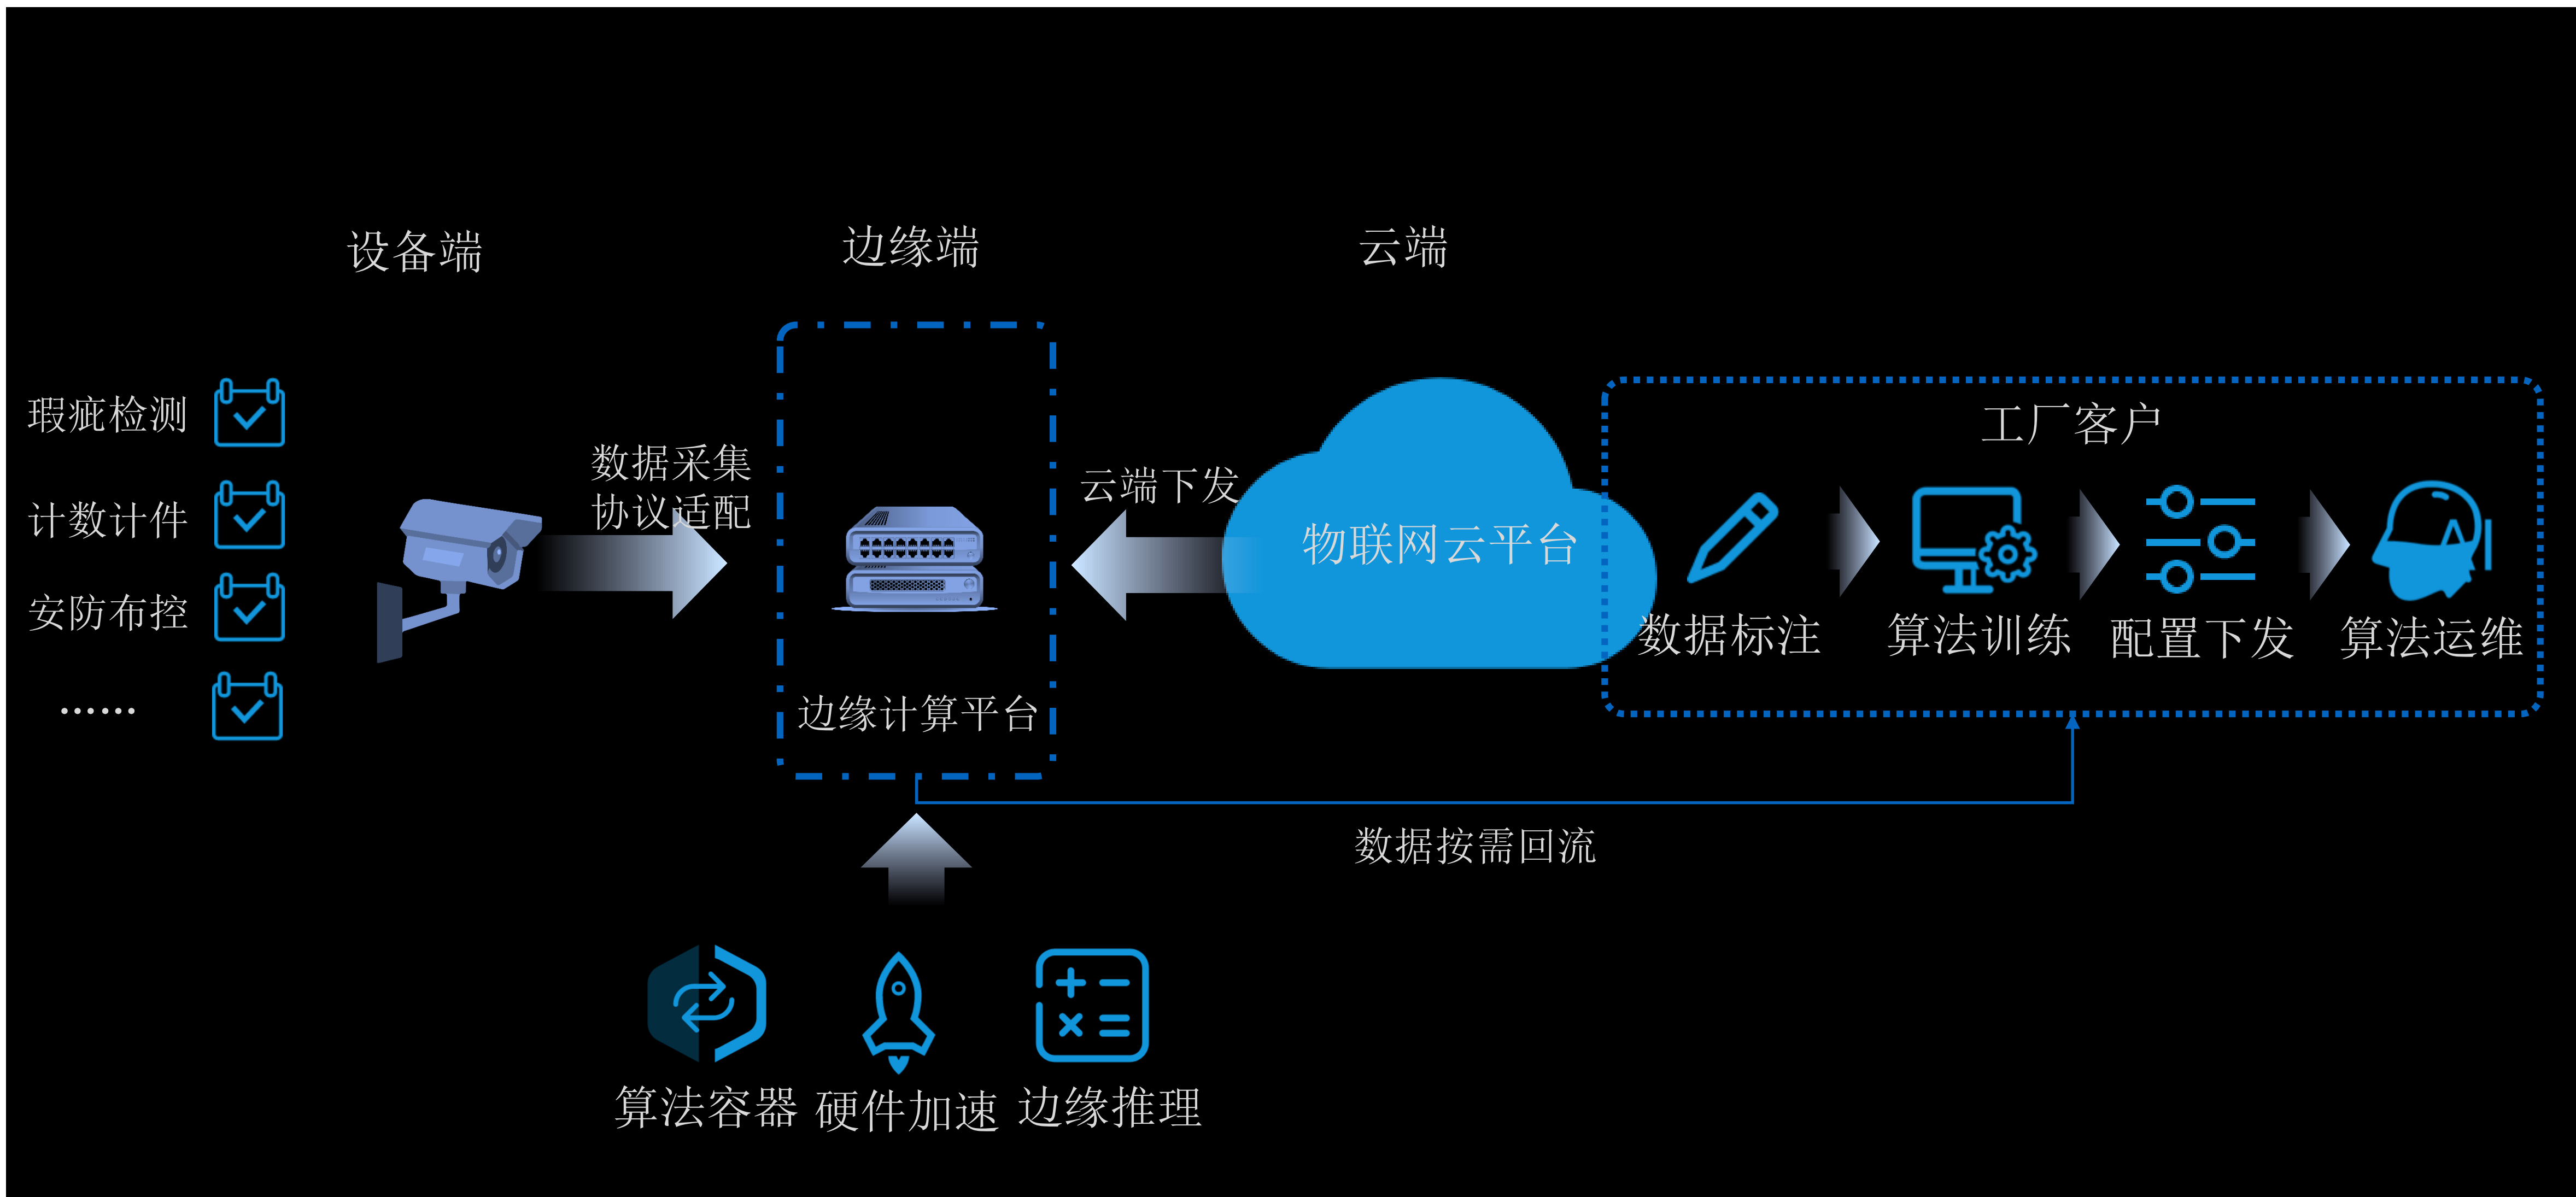 设备端
边缘端
云端
瑕疵检测
计数计件
安防布控
……
数据采集
协议适配
边缘计算平台
云端下发
物联网云平台
工厂客户
数据标注
算法训练
配置下发
算法运维
数据按需回流
算法容器
硬件加速
边缘推理